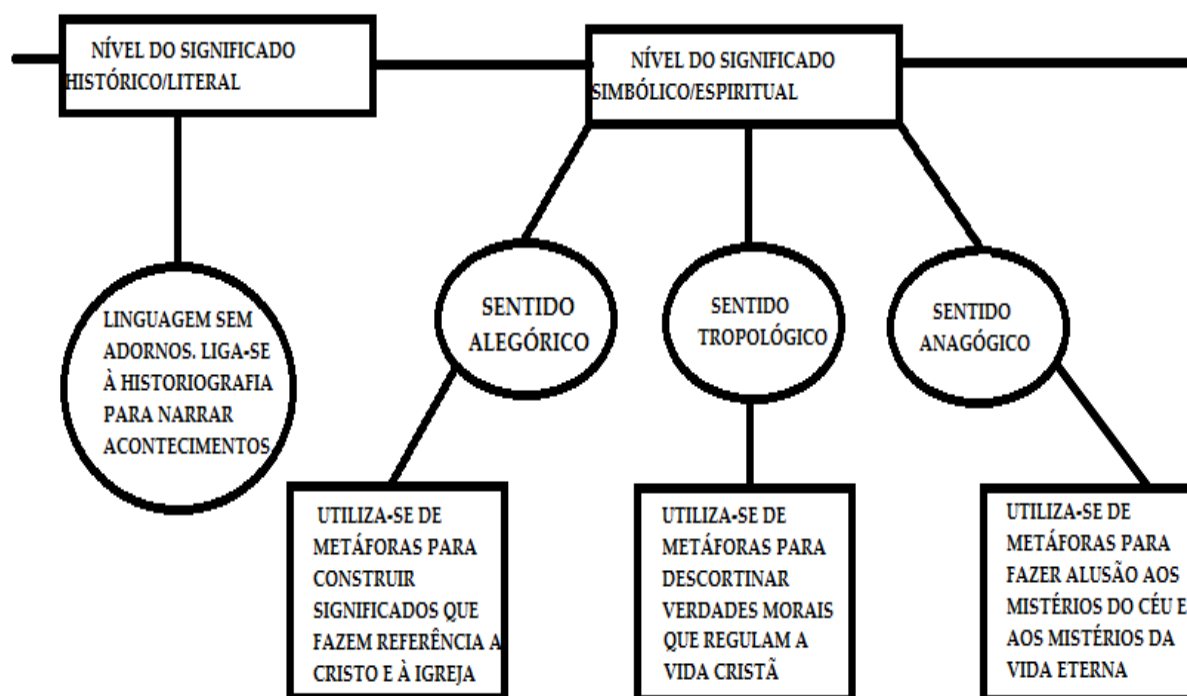 NÍVEL DO SIGNIFICADO
HISTÓRICO/LITERAL
NÍVEL DO SIGNIFICADO
SIMBÓLICO/ESPIRITUAL
LINGUAGEM SEM
ADORNOS. LIGA-SE
À HISTORIOGRAFIA
PARA NARRAR
ACONTECIMENTOS
SENTIDO
ALEGÓRICO
SENTIDO
TROPOLÓGICO
SENTIDO
ANAGÓGICO
UTILIZA-SE DE
METÁFORAS PARA
CONSTRUIR
SIGNIFICADOS QUE
FAZEM REFERÊNCIA A
CRISTO E À IGREJA
UTILIZA-SE DE
METÁFORAS PARA
DESCORTINAR
VERDADES MORAIS
QUE REGULAM A
VIDA CRISTÃ
UTILIZA-SE DE
METÁFORAS PARA
FAZER ALUSÃO AOS
MISTÉRIOS DO CÉU E
AOS MISTÉRIOS DA
VIDA ETERNA